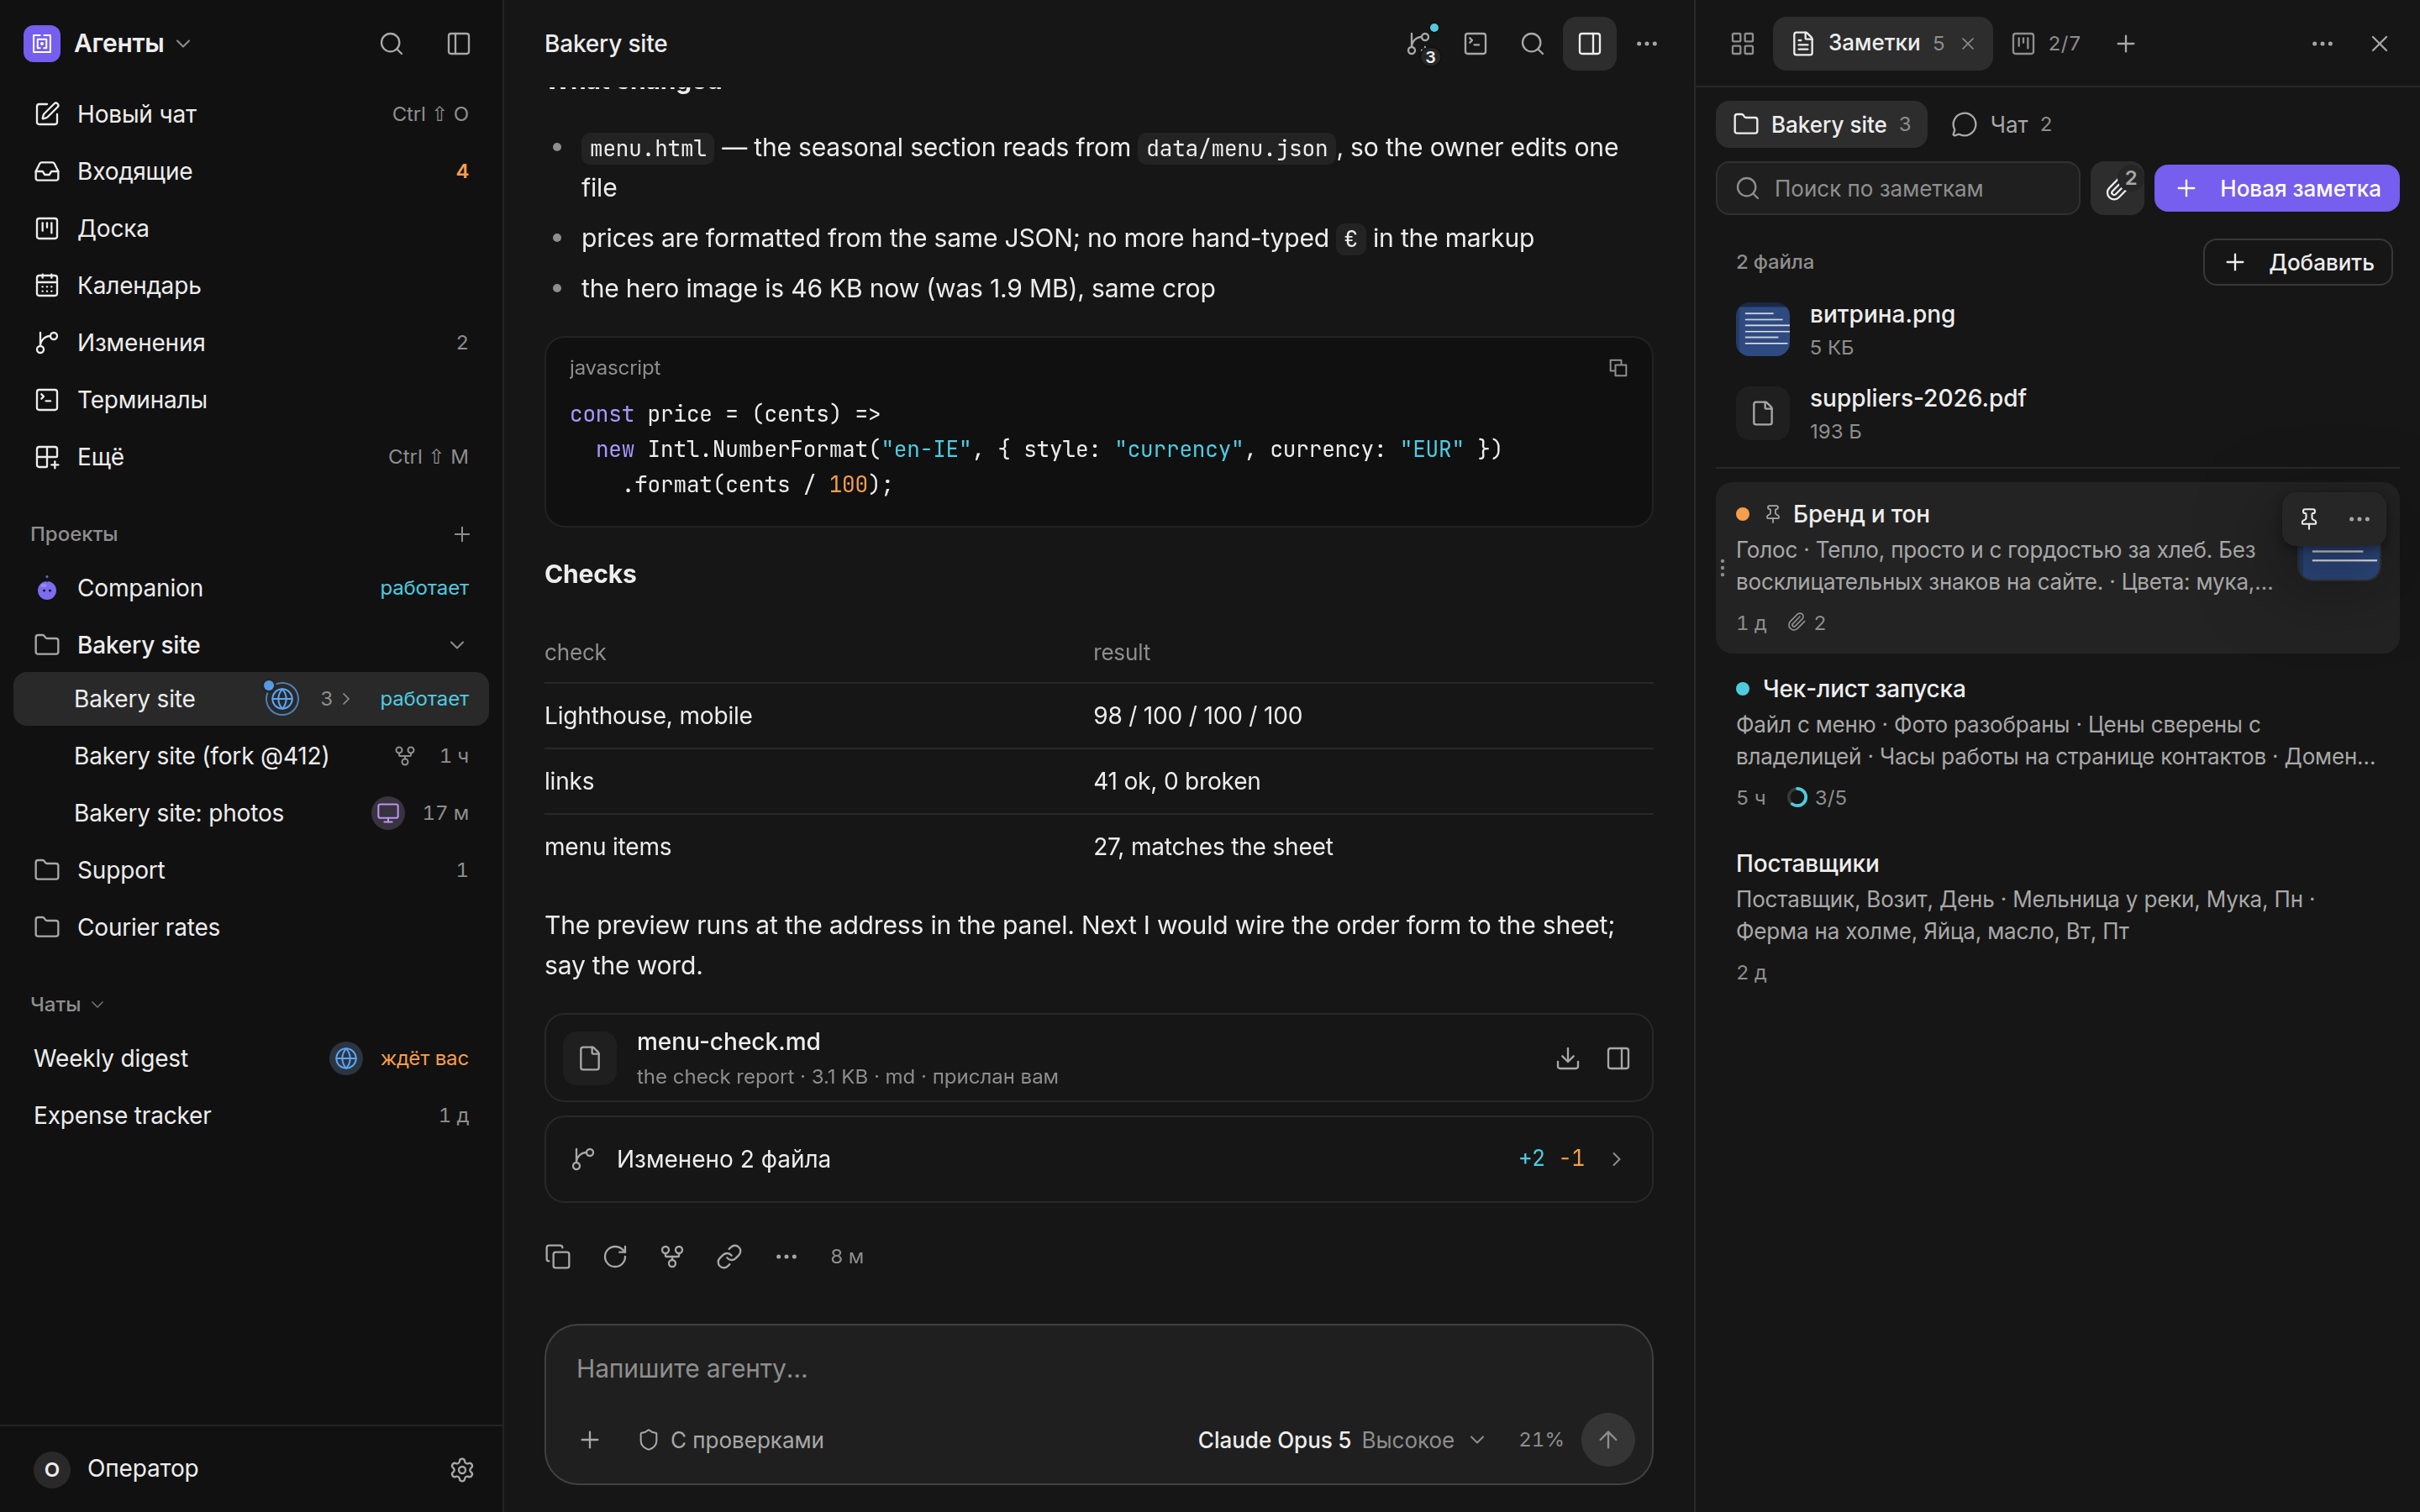 Агенты
Новый чат
Ctrl ⇧ O
Входящие
4
Доска
Календарь
Изменения
2
Терминалы
Ещё
Ctrl ⇧ M
Проекты
Companion
работает
Bakery site
Bakery site
3
работает
Bakery site (fork @412)
1 ч
Bakery site: photos
17 м
Support
1
Courier rates
Чаты
Weekly digest
ждёт вас
Expense tracker
1 д
О
Оператор
Bakery site
3
What changed
menu.html — the seasonal section reads from data/menu.json, so the owner edits one
file
prices are formatted from the same JSON; no more hand-typed € in the markup
the hero image is 46 KB now (was 1.9 MB), same crop
javascript
const price = (cents) =>
new Intl.NumberFormat("en-IE", { style: "currency", currency: "EUR" })
.format(cents / 100);
Checks
check
result
Lighthouse, mobile
98 / 100 / 100 / 100
links
41 ok, 0 broken
menu items
27, matches the sheet
The preview runs at the address in the panel. Next I would wire the order form to the sheet;
say the word.
menu-check.md
the check report · 3.1 KB · md · прислан вам
Изменено 2 файла
+2 -1
8 м
Напишите агенту...
С проверками
Claude Opus 5 Высокое
21%
Заметки 5
2/7
Bakery site 3
Чат 2
Поиск по заметкам
2
Новая заметка
2 файла
Добавить
витрина.png
5 КБ
suppliers-2026.pdf
193 Б
Бренд и тон
Голос · Тепло, просто и с гордостью за хлеб. Без
восклицательных знаков на сайте. · Цвета: мука,...
1 д
2
Чек-лист запуска
Файл с меню · Фото разобраны · Цены сверены с
владелицей · Часы работы на странице контактов · Домен...
5 ч
3/5
Поставщики
Поставщик, Возит, День · Мельница у реки, Мука, Пн ·
Ферма на холме, Яйца, масло, Вт, Пт
2 д